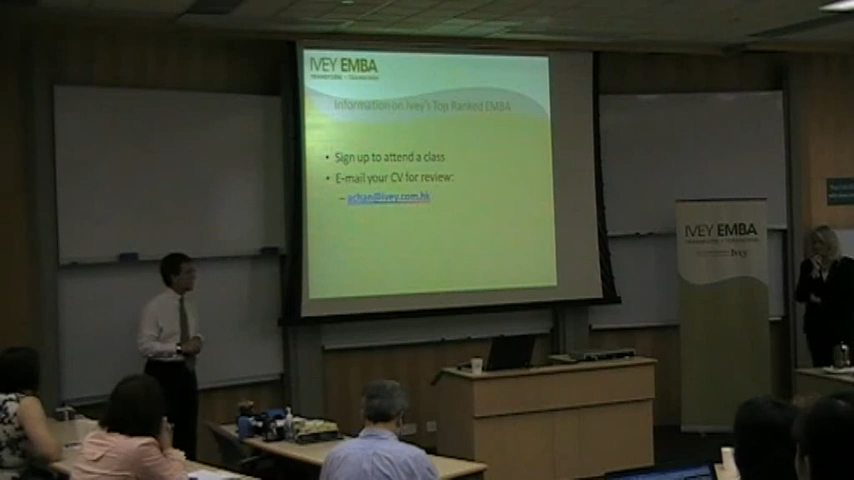 IVEY EMBA
Information on Ivey's Top Ranked EMBA
• Sign up to attend a class
• E-mail your CV for review:
– achan@ivey.com.hk
IVEY EMBA
Ivey